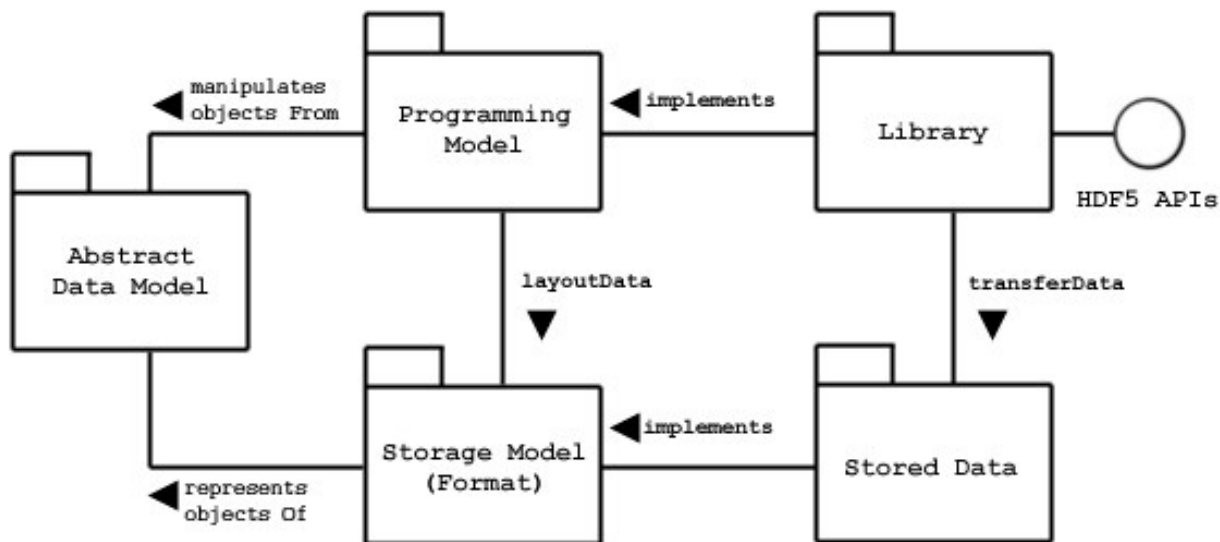 manipulates
objects From
Programming
Model
implements
Library
HDF5 APIs
Abstract
Data Model
layoutData
transferData
Storage Model
(Format)
implements
Stored Data
represents
objects Of